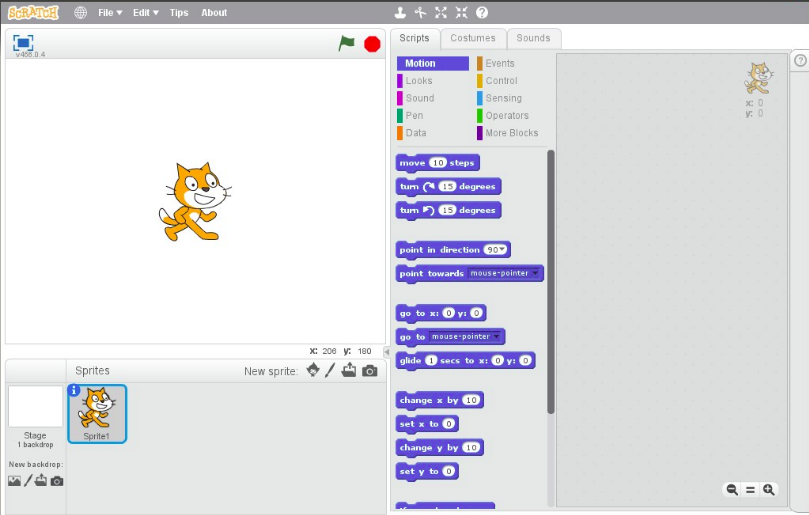 SCRATCH File Edit Tips About
v456.0.4
Scripts Costumes Sounds
Motion Events
Looks Control
Sound Sensing
Pen Operators
Data More Blocks
x: 0
y: 0
move 10 steps
turn 15 degrees
turn 15 degrees
point in direction 90
point towards mouse-pointer
go to x: 0 y: 0
go to mouse-pointer
glide 1 secs to x: 0 y: 0
change x by 10
set x to 0
change y by 10
set y to 0
x: 206 y: 180
Sprites New sprite:
Stage
1 backdrop
Sprite1
New backdrop: